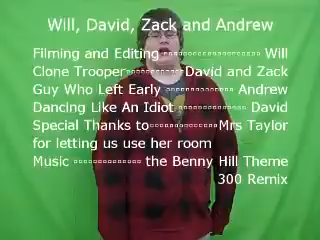 Will, David, Zack and Andrew
Filming and Editing ▫▫▫▫▫▫▫▫▫▫▫▫▫▫▫▫▫▫▫▫ Will
Clone Trooper▫▫▫▫▫▫▫▫▫▫▫▫David and Zack
Guy Who Left Early ▫▫▫▫▫▫▫▫▫▫▫▫▫▫ Andrew
Dancing Like An Idiot ▫▫▫▫▫▫▫▫▫▫▫▫▫▫ David
Special Thanks to▫▫▫▫▫▫▫▫▫▫▫▫▫▫Mrs Taylor
for letting us use her room
Music ▫▫▫▫▫▫▫▫▫▫▫▫▫▫ the Benny Hill Theme
300 Remix